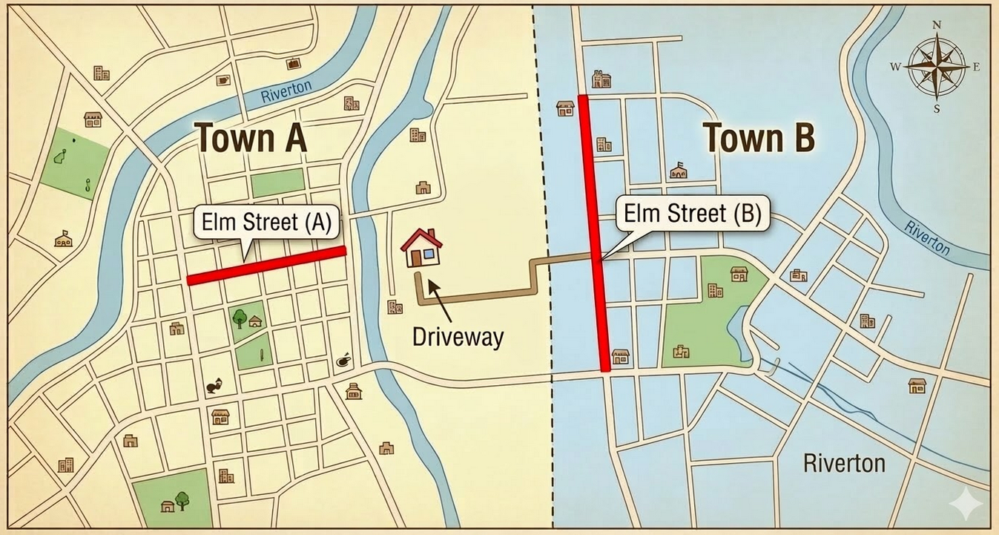 N
W E
S
Riverton
Town A
Town B
Elm Street (A)
Elm Street (B)
Riverton
Driveway
Riverton